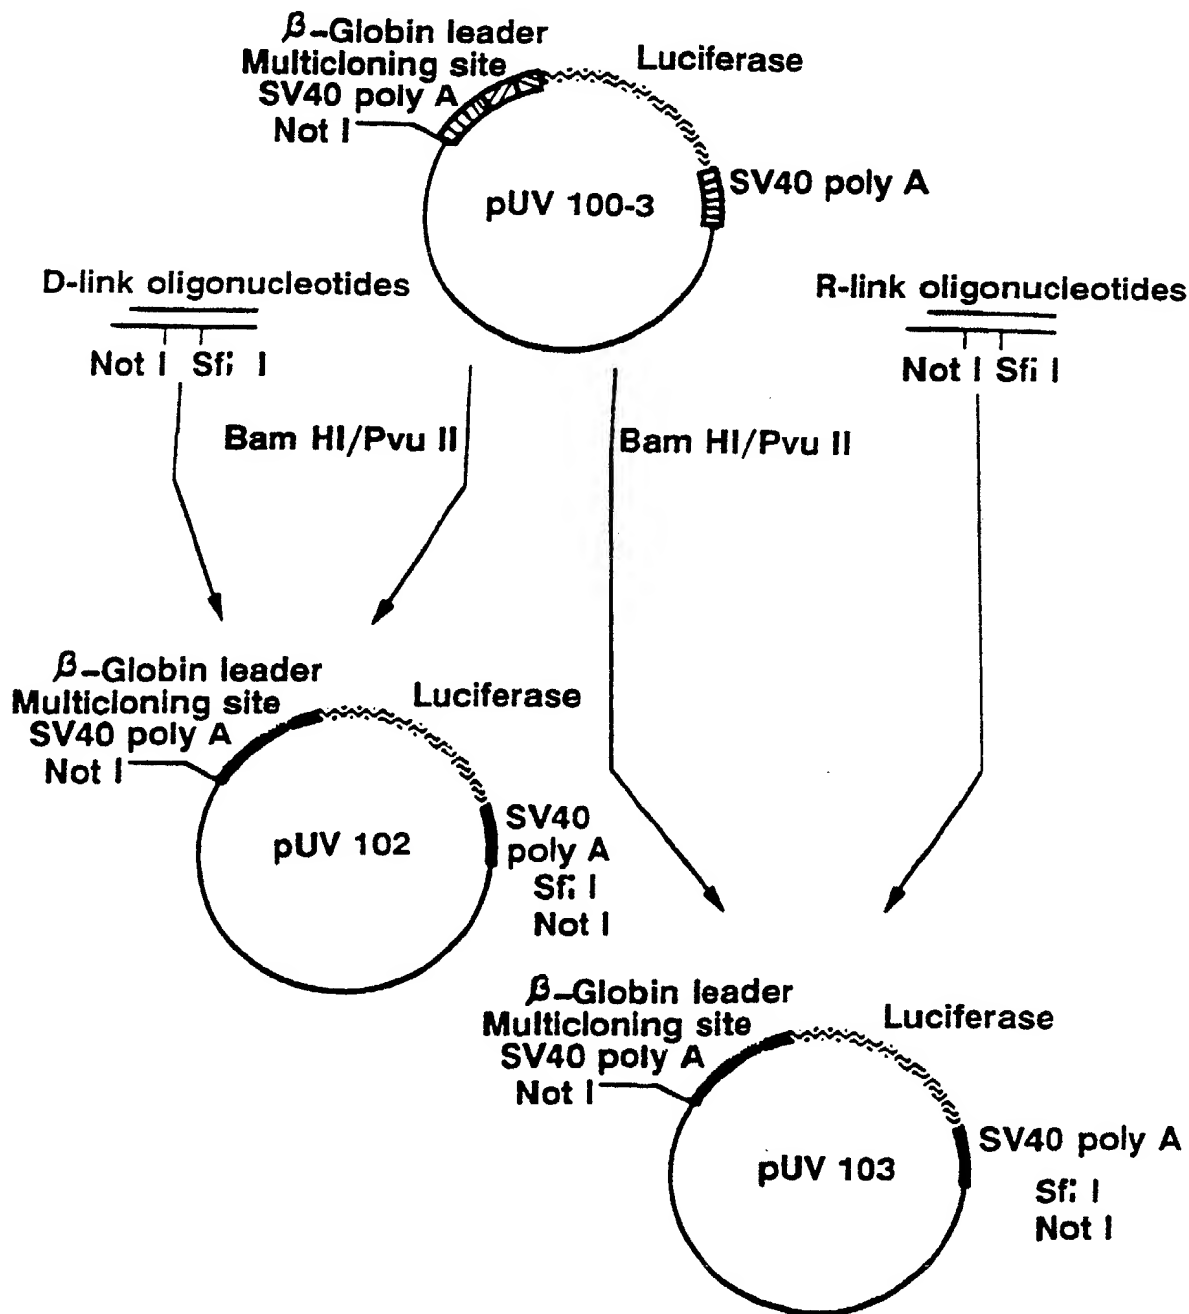 β-Globin leader
Multicloning site
SV40 poly A
Not I
Luciferase
SV40 poly A
pUV 100-3
D-link oligonucleotides
Not I Sfi I
R-link oligonucleotides
Not I Sfi I
Bam HI/Pvu II
Bam HI/Pvu II
β-Globin leader
Multicloning site
SV40 poly A
Not I
Luciferase
SV40
poly A
Sfi I
Not I
pUV 102
β-Globin leader
Multicloning site
SV40 poly A
Not I
Luciferase
SV40 poly A
Sfi I
Not I
pUV 103